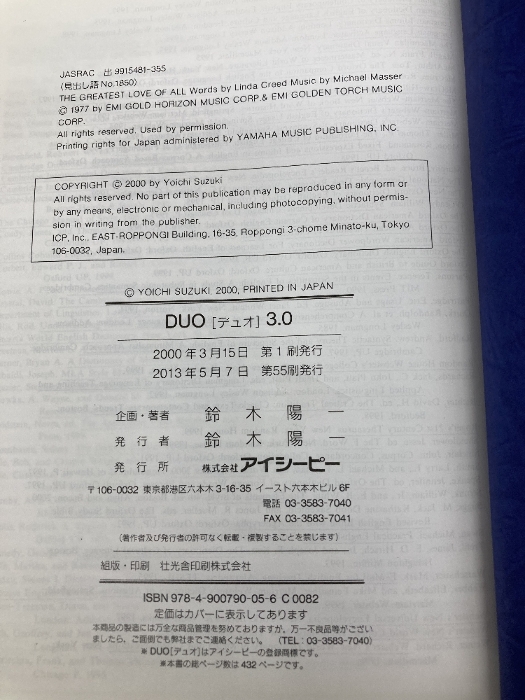 JASRAC 出 9915481-355
(見出し語 No.1850)
THE GREATEST LOVE OF ALL Words by Linda Creed Music by Michael Masser
© 1977 by EMI GOLD HORIZON MUSIC CORP.& EMI GOLDEN TORCH MUSIC
CORP.
All rights reserved. Used by permission.
Printing rights for Japan administered by YAMAHA MUSIC PUBLISHING, INC.
COPYRIGHT © 2000 by Yoichi Suzuki
All rights reserved. No part of this publication may be reproduced in any form or
by any means, electronic or mechanical, including photocopying, without permis-
sion in writing from the publisher.
ICP, Inc., EAST-ROPPONGI Building, 16-35, Roppongi 3-chome Minato-ku, Tokyo
106-0032, Japan.
© YOICHI SUZUKI, 2000, PRINTED IN JAPAN
DUO [デュオ] 3.0
2000年3月15日 第1刷発行
2013年5月7日 第55刷発行
企画・著者 鈴木陽一
発行者 鈴木陽一
発行所 株式会社アイシーピー
〒106-0032 東京都港区六本木3-16-35 イースト六本木ビル6F
電話 03-3583-7040
FAX 03-3583-7041
(著作者及び発行者の許可なく転載・複製することを禁じます)
組版・印刷 壮光舎印刷株式会社
ISBN 978-4-900790-05-6 C0082
定価はカバーに表示してあります
本商品の製造には万全な商品管理を努めておりますが、万一不良品等がござい
ましたら、ご面倒でも弊社までご連絡ください。 (TEL:03-3583-7040)
※DUO[デュオ]はアイシーピーの登録商標です。
※本書の総ページ数は432ページです。